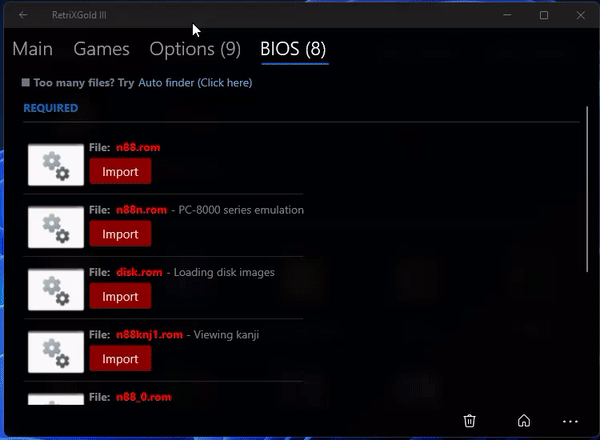 RetriXGold III
Main Games Options (9) BIOS (8)
Too many files? Try Auto finder (Click here)
REQUIRED
File: n88.rom
Import
File: n88n.rom - PC-8000 series emulation
Import
File: disk.rom - Loading disk images
Import
File: n88knj1.rom - Viewing kanji
Import
File: n88_0.rom